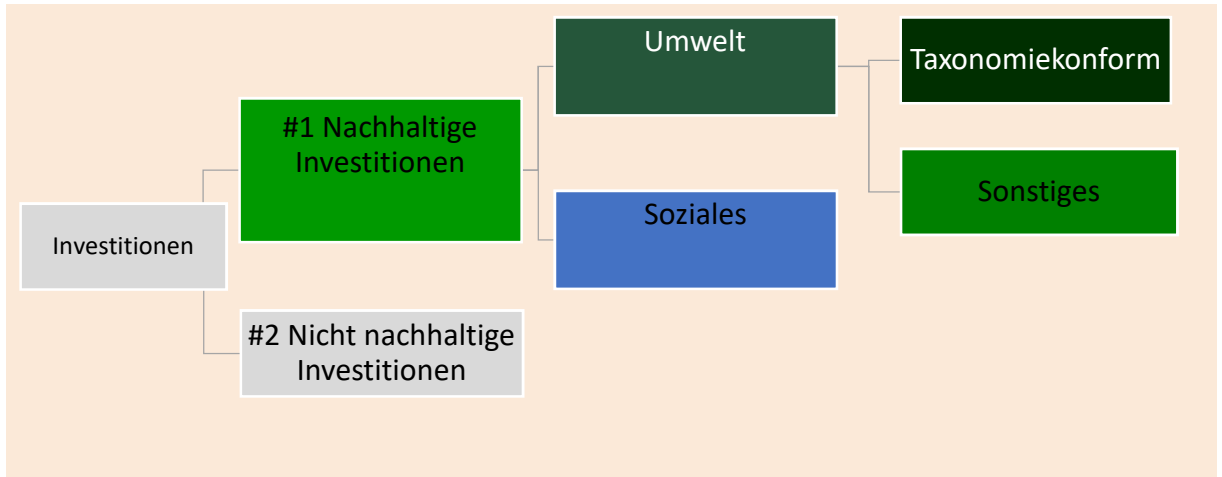 Investitionen
#1 Nachhaltige
Investitionen
#2 Nicht nachhaltige
Investitionen
Umwelt
Soziales
Taxonomiekonform
Sonstiges